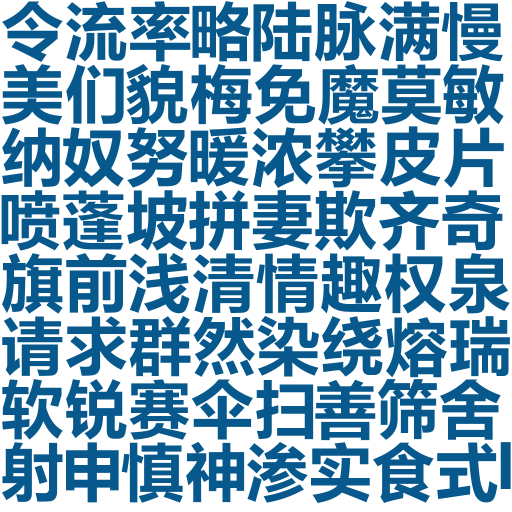 令流率略陆脉满慢
美们貌梅免魔莫敏
纳奴努暖浓攀皮片
喷蓬坡拼妻欺齐奇
旗前浅清情趣权泉
请求群然染绕熔瑞
软锐赛伞扫善筛舍
射申慎神渗实食式